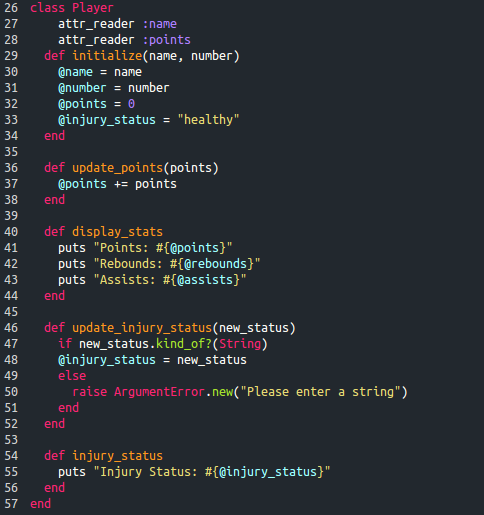 26 class Player
27     attr_reader :name
28     attr_reader :points
29   def initialize(name, number)
30     @name = name
31     @number = number
32     @points = 0
33     @injury_status = "healthy"
34   end
35
36   def update_points(points)
37     @points += points
38   end
39
40   def display_stats
41     puts "Points: #{@points}"
42     puts "Rebounds: #{@rebounds}"
43     puts "Assists: #{@assists}"
44   end
45
46   def update_injury_status(new_status)
47     if new_status.kind_of?(String)
48     @injury_status = new_status
49     else
50       raise ArgumentError.new("Please enter a string")
51     end
52   end
53
54   def injury_status
55     puts "Injury Status: #{@injury_status}"
56   end
57 end